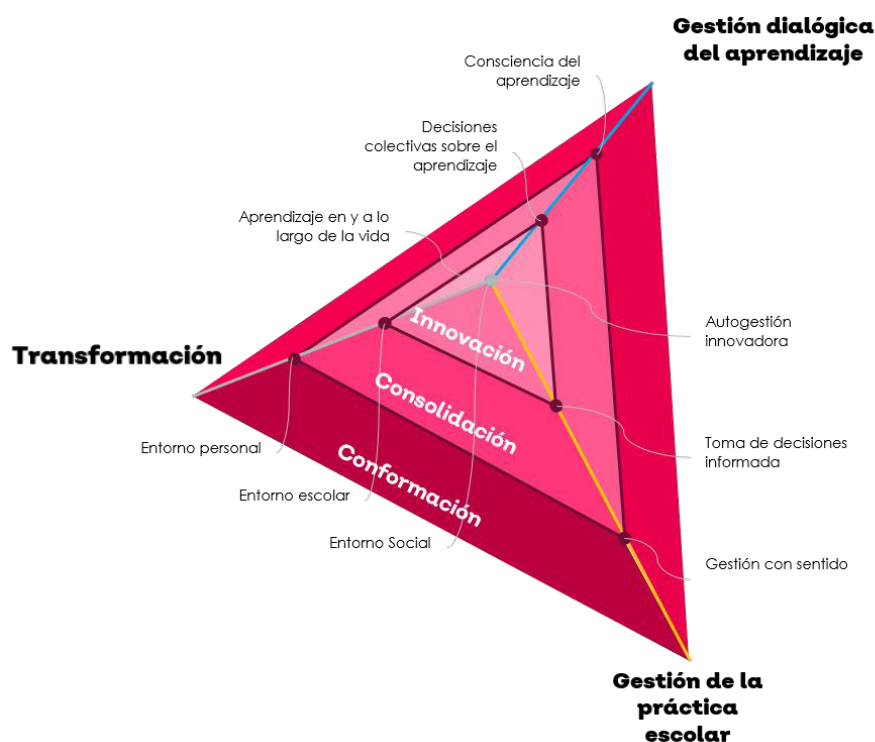 Gestión dialógica
del aprendizaje
Consciencia del
aprendizaje
Decisiones
colectivas sobre el
aprendizaje
Aprendizaje en y a lo
largo de la vida
Autogestión
innovadora
Innovación
Transformación
Consolidación
Toma de decisiones
informada
Entorno personal
Conformación
Entorno escolar
Entorno Social
Gestión con sentido
Gestión de la
práctica
escolar